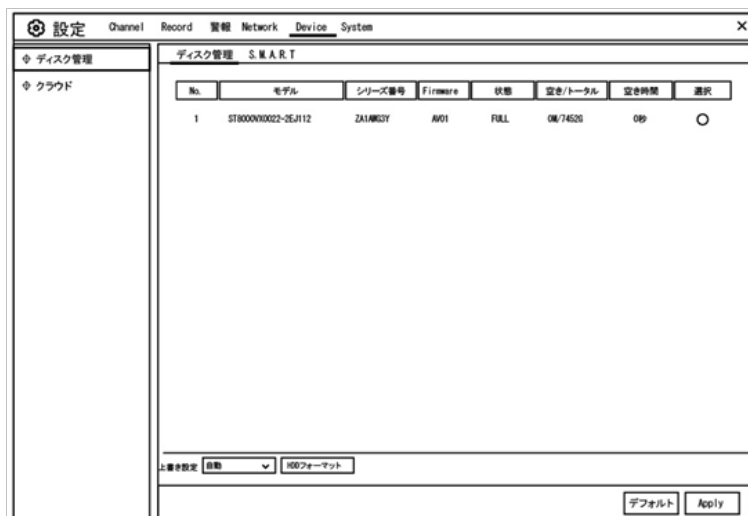 設定 Channel Record 警報 Network Device System ×
ディスク管理
クラウド
ディスク管理 S.M.A.R.T
No. モデル シリーズ番号 Firmware 状態 空き/トータル 空き時間 選択
1 ST8000VX0022-2EJ112 ZA1AWG3Y AV01 FULL 0M/7452G 0秒
上書き設定 自動 HDDフォーマット
デフォルト Apply